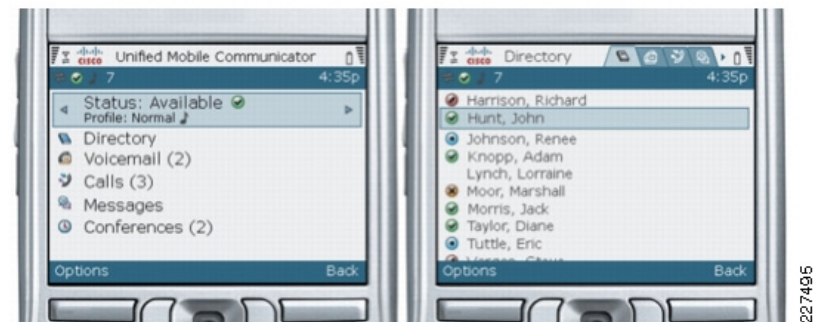 CISCO Unified Mobile Communicator
7 4:35p
Status: Available
Profile: Normal
Directory
Voicemail (2)
Calls (3)
Messages
Conferences (2)
Options Back
CISCO Directory
7 4:35p
Harrison, Richard
Hunt, John
Johnson, Renee
Knopp, Adam
Lynch, Lorraine
Moor, Marshall
Morris, Jack
Taylor, Diane
Tuttle, Eric
Options Back
227495